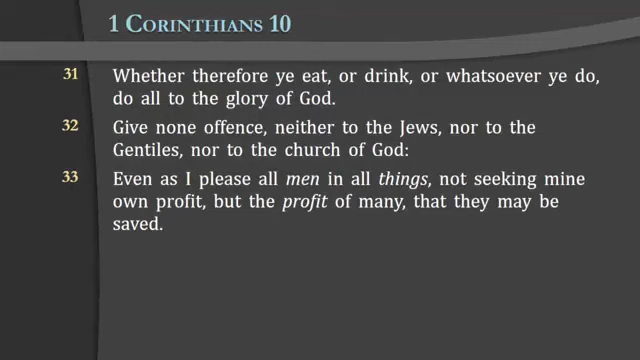 1 Corinthians 10
31 Whether therefore ye eat, or drink, or whatsoever ye do,
do all to the glory of God.
32 Give none offence, neither to the Jews, nor to the
Gentiles, nor to the church of God:
33 Even as I please all men in all things, not seeking mine
own profit, but the profit of many, that they may be
saved.